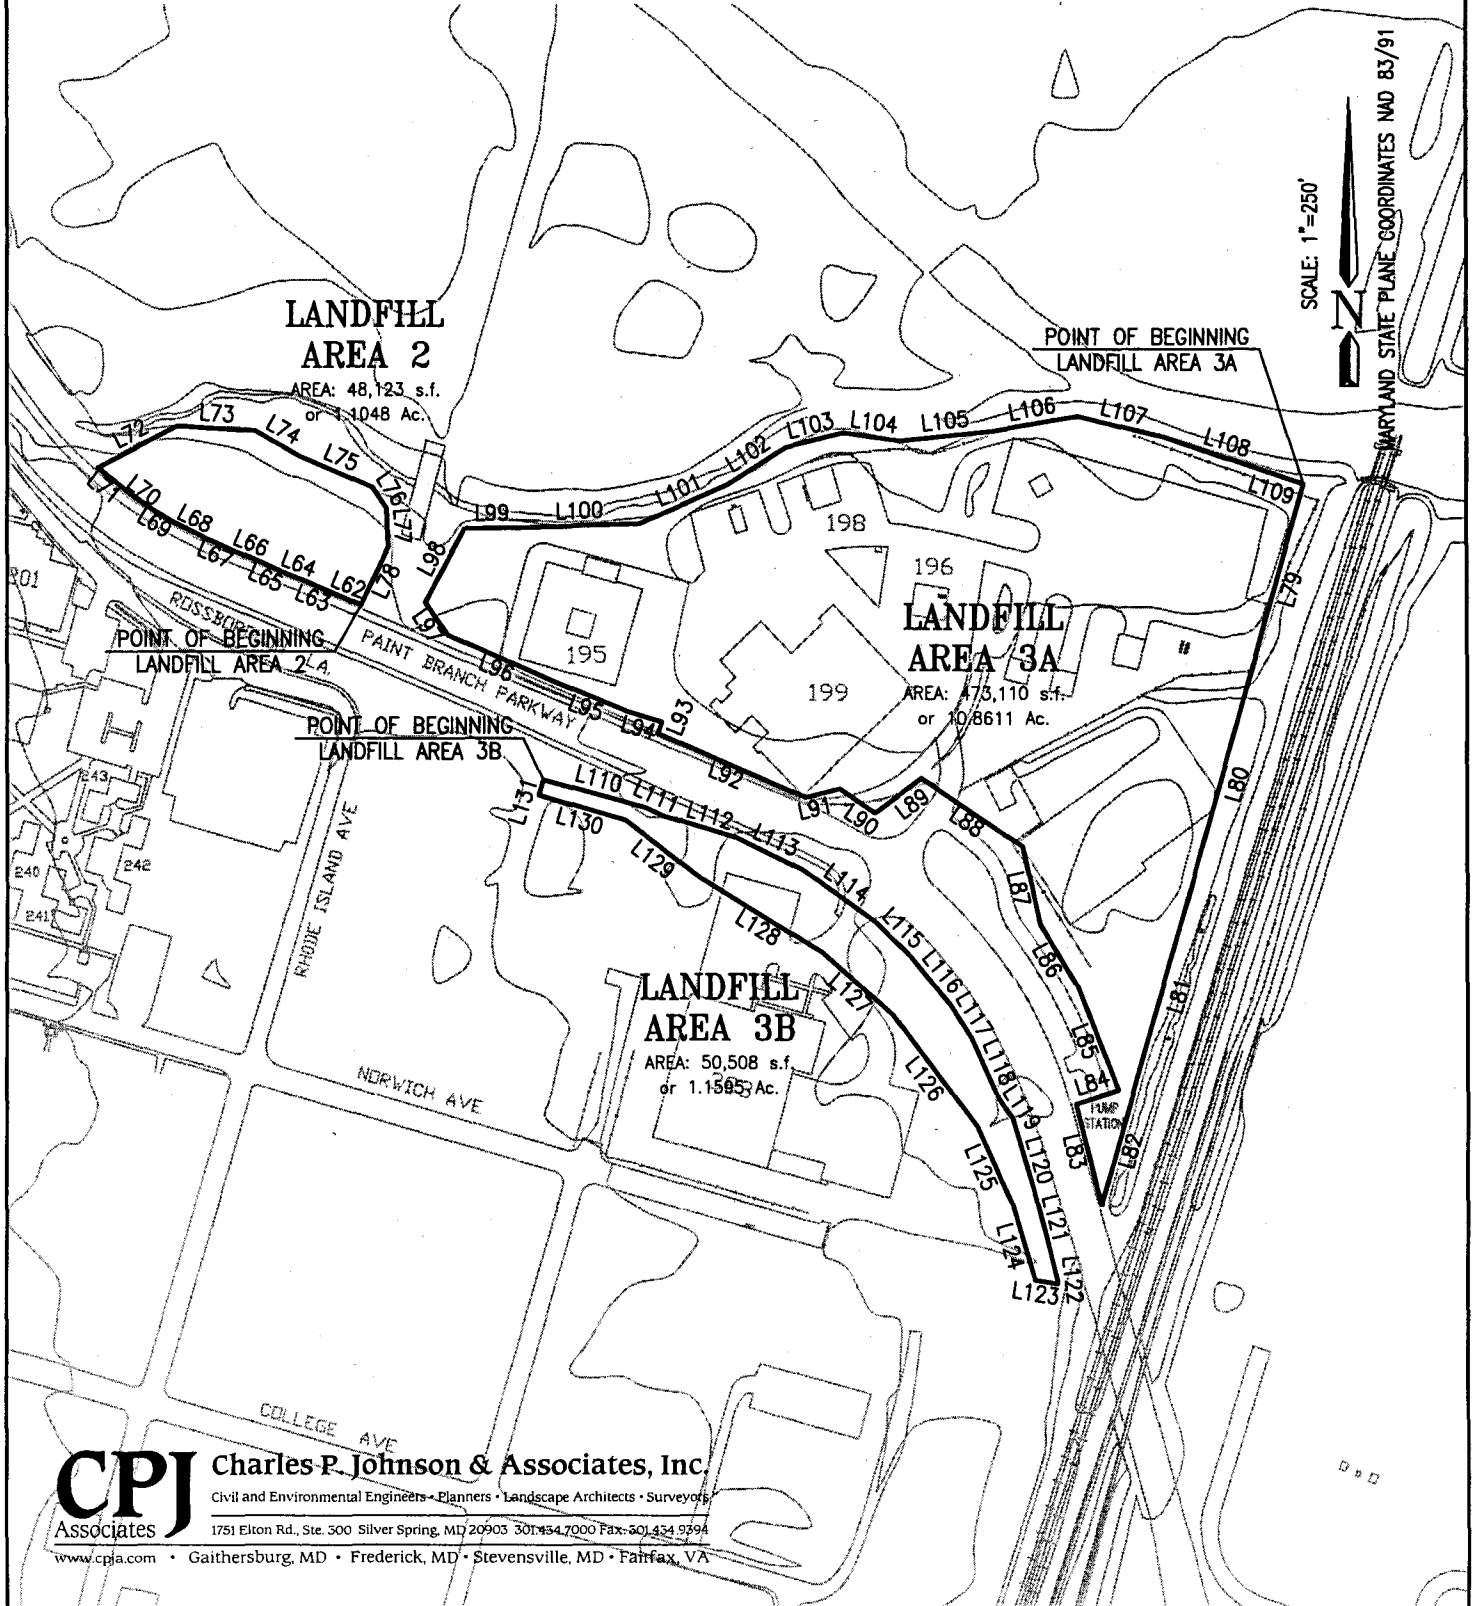 SCALE: 1"=250'
N
MARYLAND STATE PLANE COORDINATES NAD 83/91
LANDFILL
AREA 2
AREA: 48,123 s.f.
or 1.1048 Ac.
POINT OF BEGINNING
LANDFILL AREA 3A
L72
L73
L74
L75
L76
L77
L78
L71
L70
L69
L68
L67
L66
L65
L64
L63
L62
L103
L104
L105
L106
L107
L108
L109
L102
L101
L100
L99
L98
L96
L95
L94
L93
L92
L91
L90
L89
L88
L87
L86
L85
L84
L83
L82
L81
L80
L79
198
196
195
199
LANDFILL
AREA 3A
AREA: 473,110 s.f.
or 10.8611 Ac.
PAINT BRANCH PARKWAY
POINT OF BEGINNING
LANDFILL AREA 2
POINT OF BEGINNING
LANDFILL AREA 3B
L131
L110
L111
L112
L113
L114
L115
L116
L117
L118
L119
L120
L121
L122
L123
L124
L125
L126
L127
L128
L129
L130
243
242
240
241
RHODE ISLAND AVE
LANDFILL
AREA 3B
AREA: 50,508 s.f.
or 1.1595 Ac.
PUMP
STATION
NORWICH AVE
COLLEGE AVE
CPJ
Associates
Charles P. Johnson & Associates, Inc.
Civil and Environmental Engineers • Planners • Landscape Architects • Surveyors
1751 Elton Rd., Ste. 300 Silver Spring, MD 20903 301.434.7000 Fax: 301.434.9394
www.cpja.com • Gaithersburg, MD • Frederick, MD • Stevensville, MD • Fairfax, VA